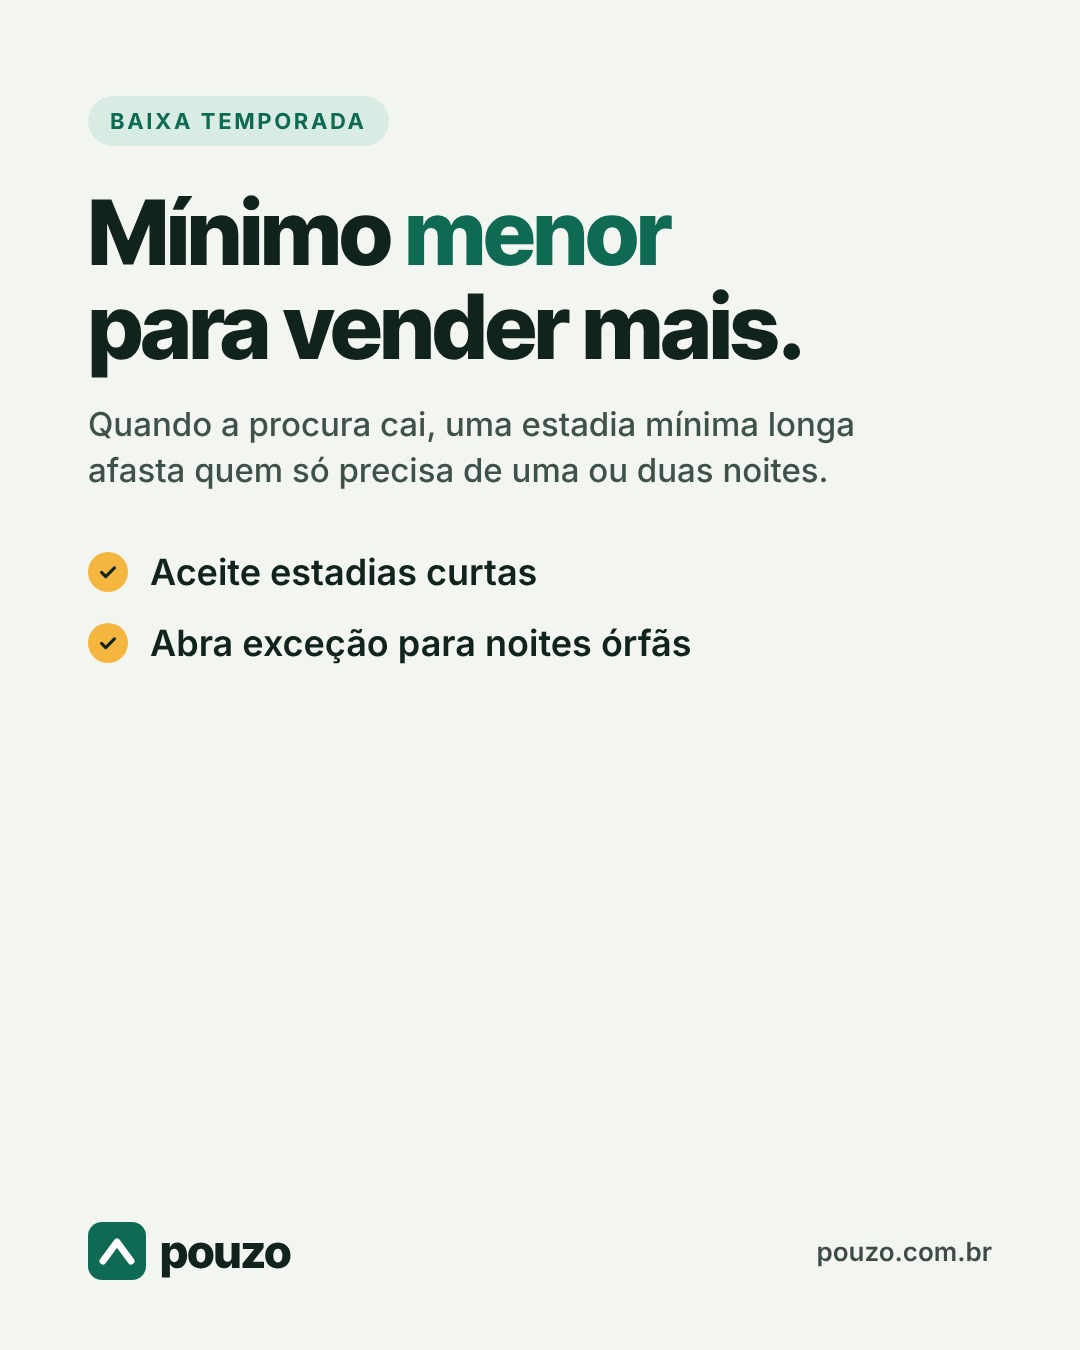 BAIXA TEMPORADA
Mínimo menor
para vender mais.
Quando a procura cai, uma estadia mínima longa
afasta quem só precisa de uma ou duas noites.
Aceite estadias curtas
Abra exceção para noites órfãs
pouzo
pouzo.com.br